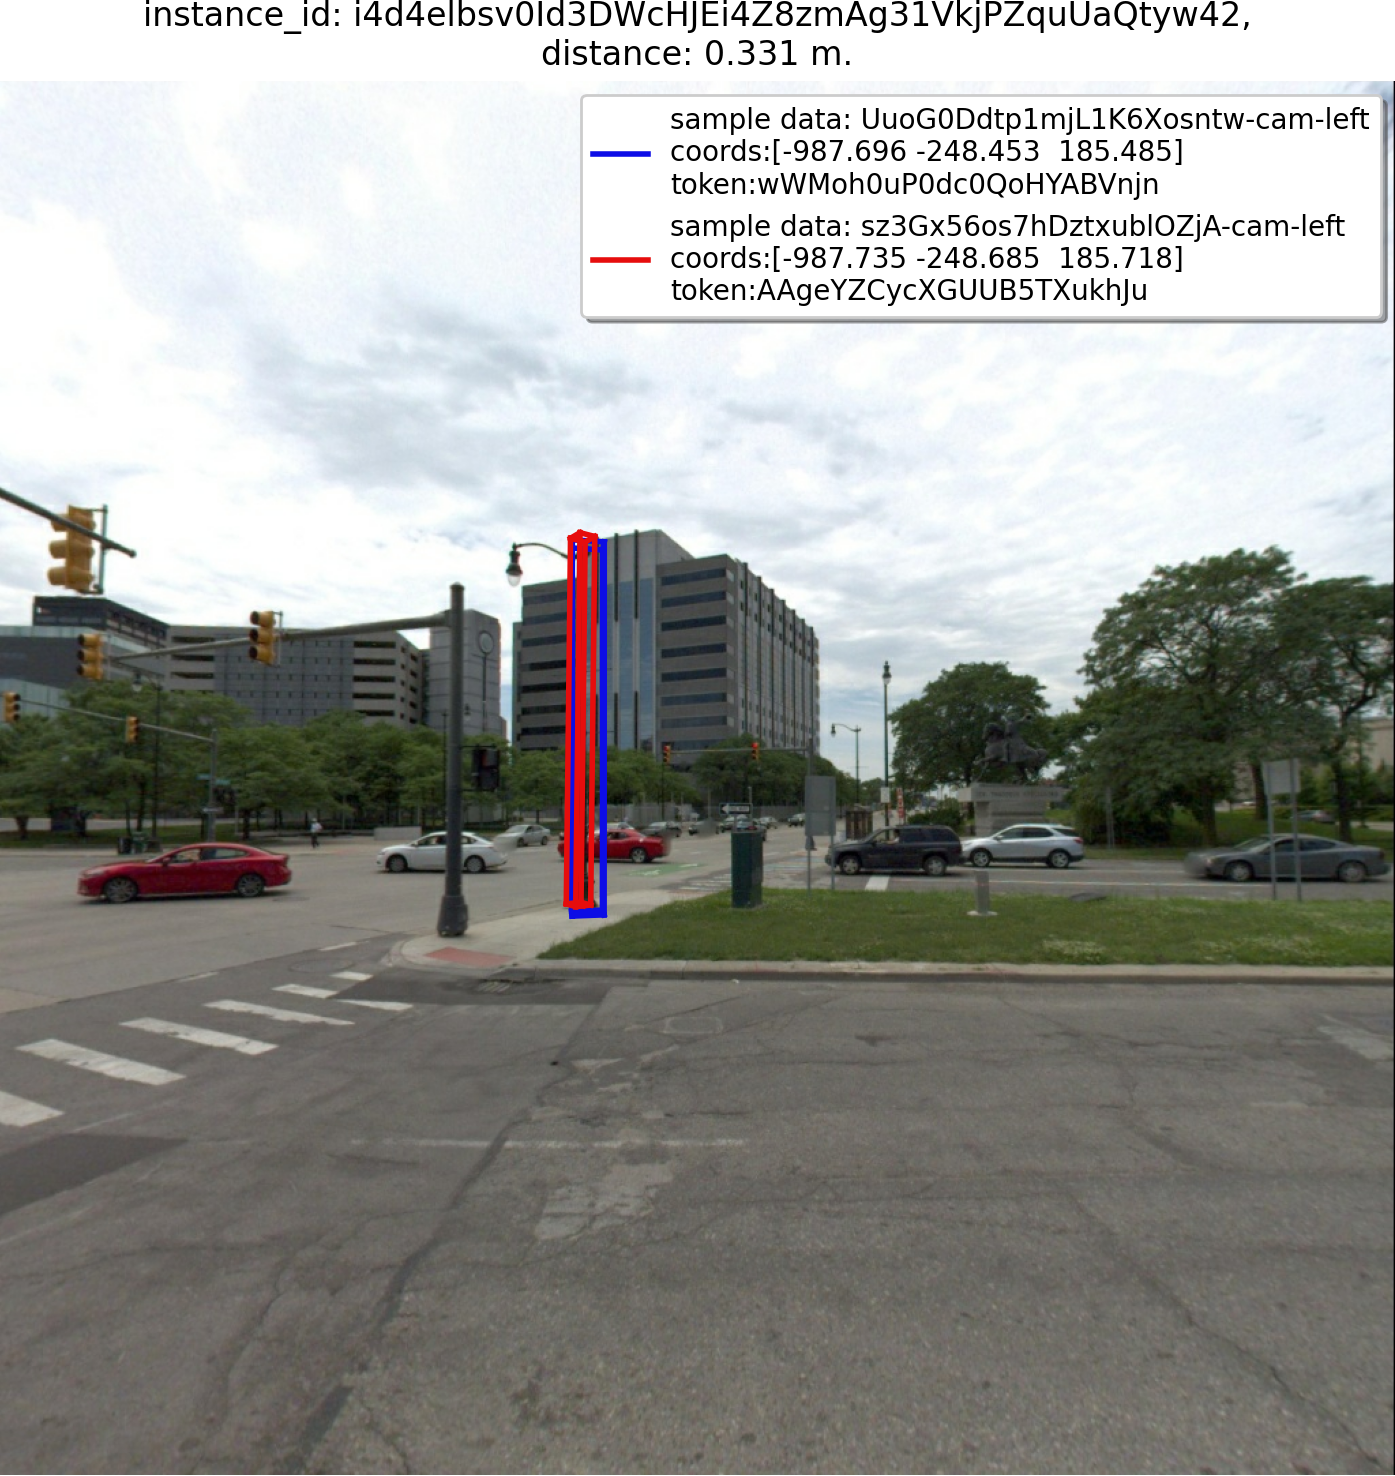 instance_id: i4d4elbsv0Id3DWcHJEi4Z8zmAg31VkjPZquUaQtyw42,
distance: 0.331 m.
sample data: UuoG0Ddtp1mjL1K6Xosntw-cam-left
coords:[-987.696 -248.453  185.485]
token:wWMoh0uP0dc0QoHYABVnjn
sample data: sz3Gx56os7hDztxublOZjA-cam-left
coords:[-987.735 -248.685  185.718]
token:AAgeYZCycXGUUB5TXukhJu